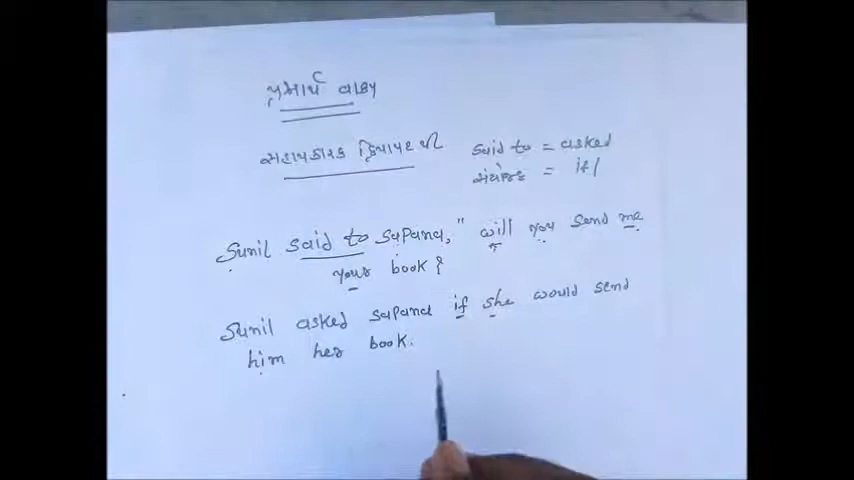 પ્રશ્નાર્થ વાક્ય
સહાયકારક ક્રિયાપદ થી
said to = asked
સંયોજક = if/
Sunil said to Sapana," will you send me
your book?
Sunil asked sapana if she would send
him her book.